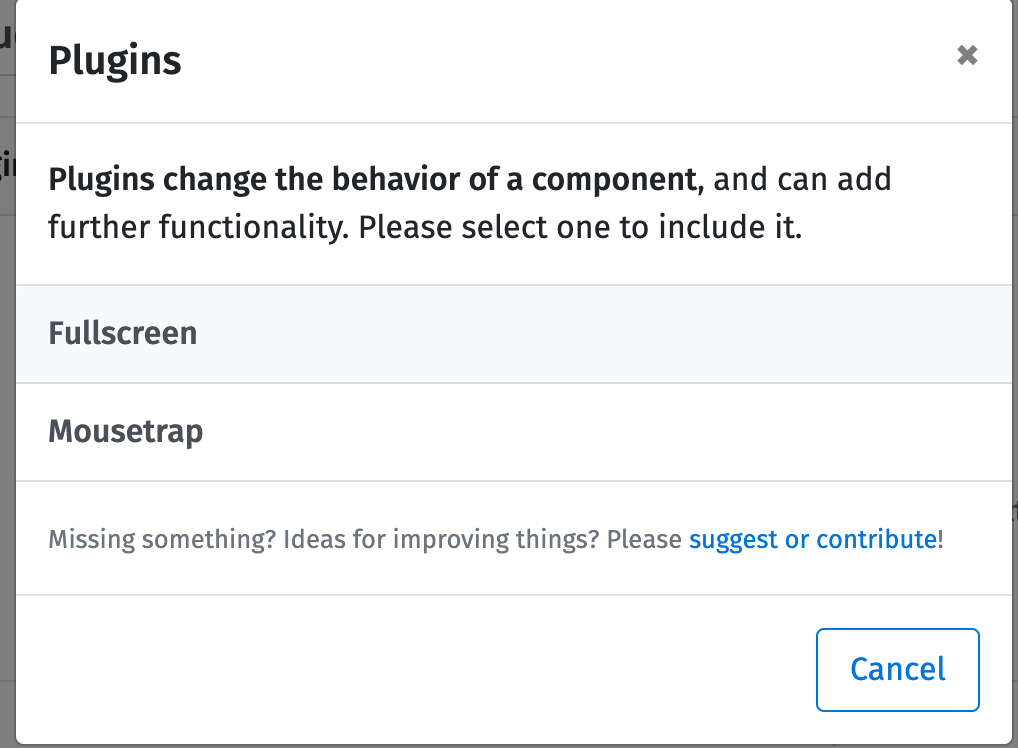 Plugins
Plugins change the behavior of a component, and can add
further functionality. Please select one to include it.
Fullscreen
Mousetrap
Missing something? Ideas for improving things? Please suggest or contribute!
Cancel